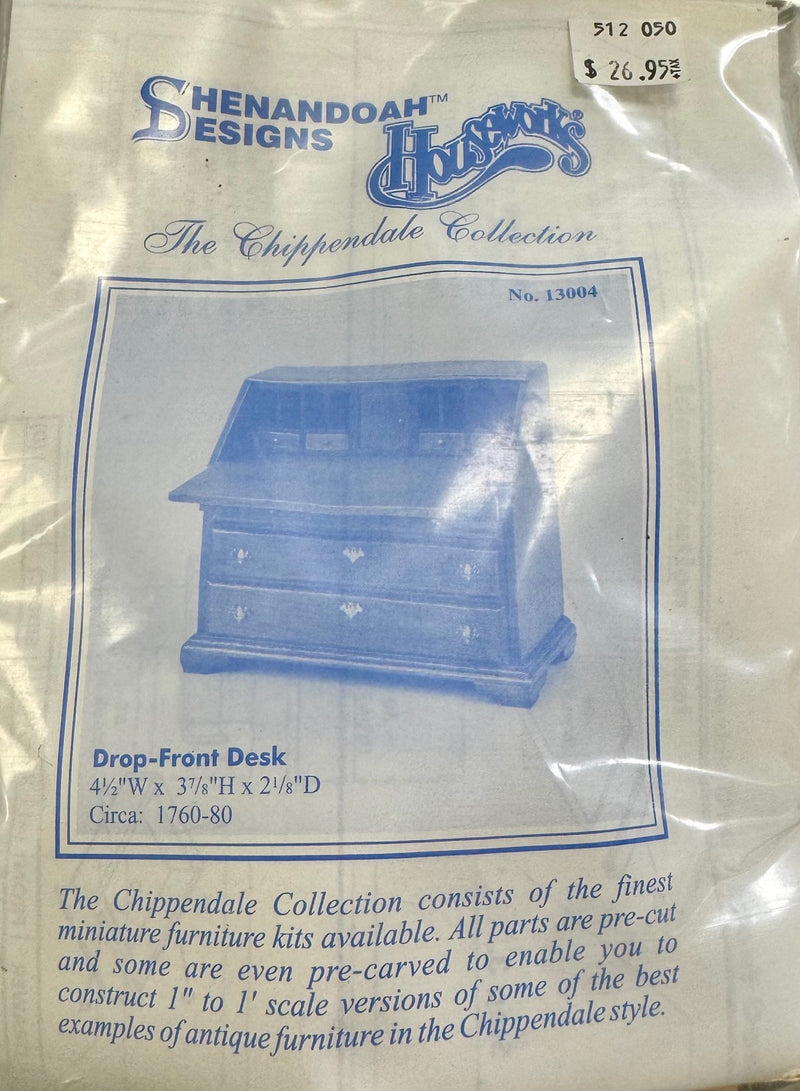 512 050
$ 26.95
SHENANDOAH™
DESIGNS
Houseworks®
The Chippendale Collection
No. 13004
Drop-Front Desk
4½"W x 3⅞"H x 2⅛"D
Circa: 1760-80
The Chippendale Collection consists of the finest
miniature furniture kits available. All parts are pre-cut
and some are even pre-carved to enable you to
construct 1" to 1' scale versions of some of the best
examples of antique furniture in the Chippendale style.